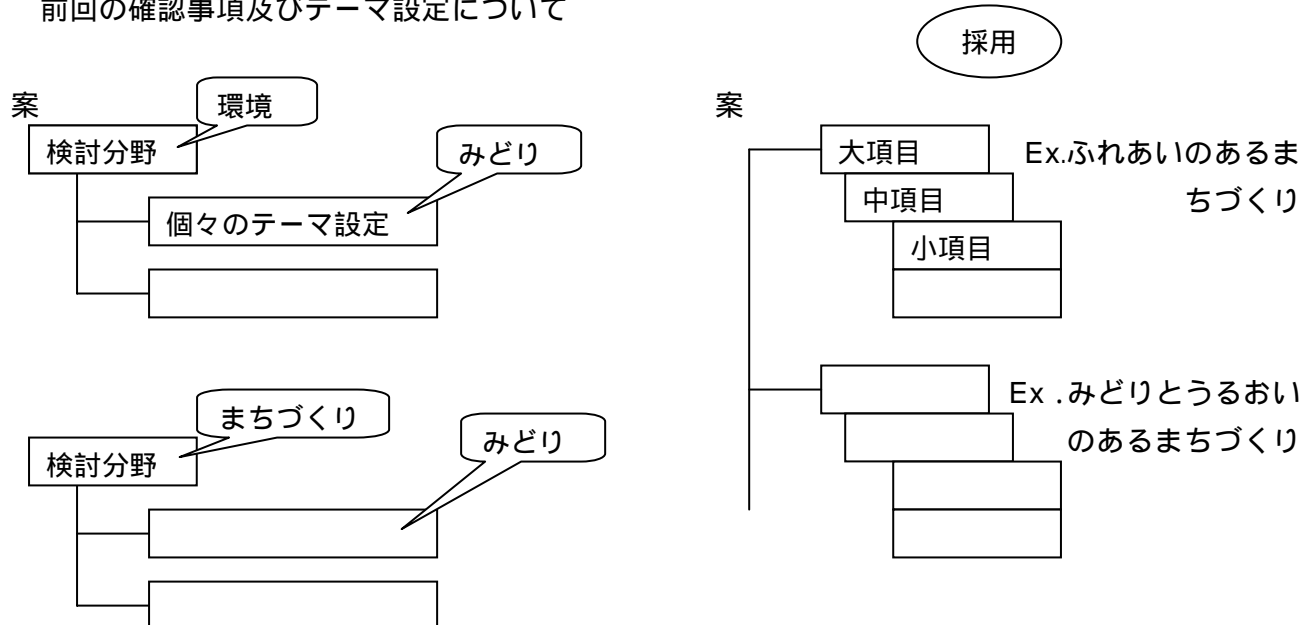 前回の確認事項及びテーマ設定について
案
環境
検討分野
みどり
個々のテーマ設定
まちづくり
検討分野
みどり
採用
案
大項目
Ex.ふれあいのあるま
ちづくり
中項目
小項目
Ex .みどりとうるおい
のあるまちづくり